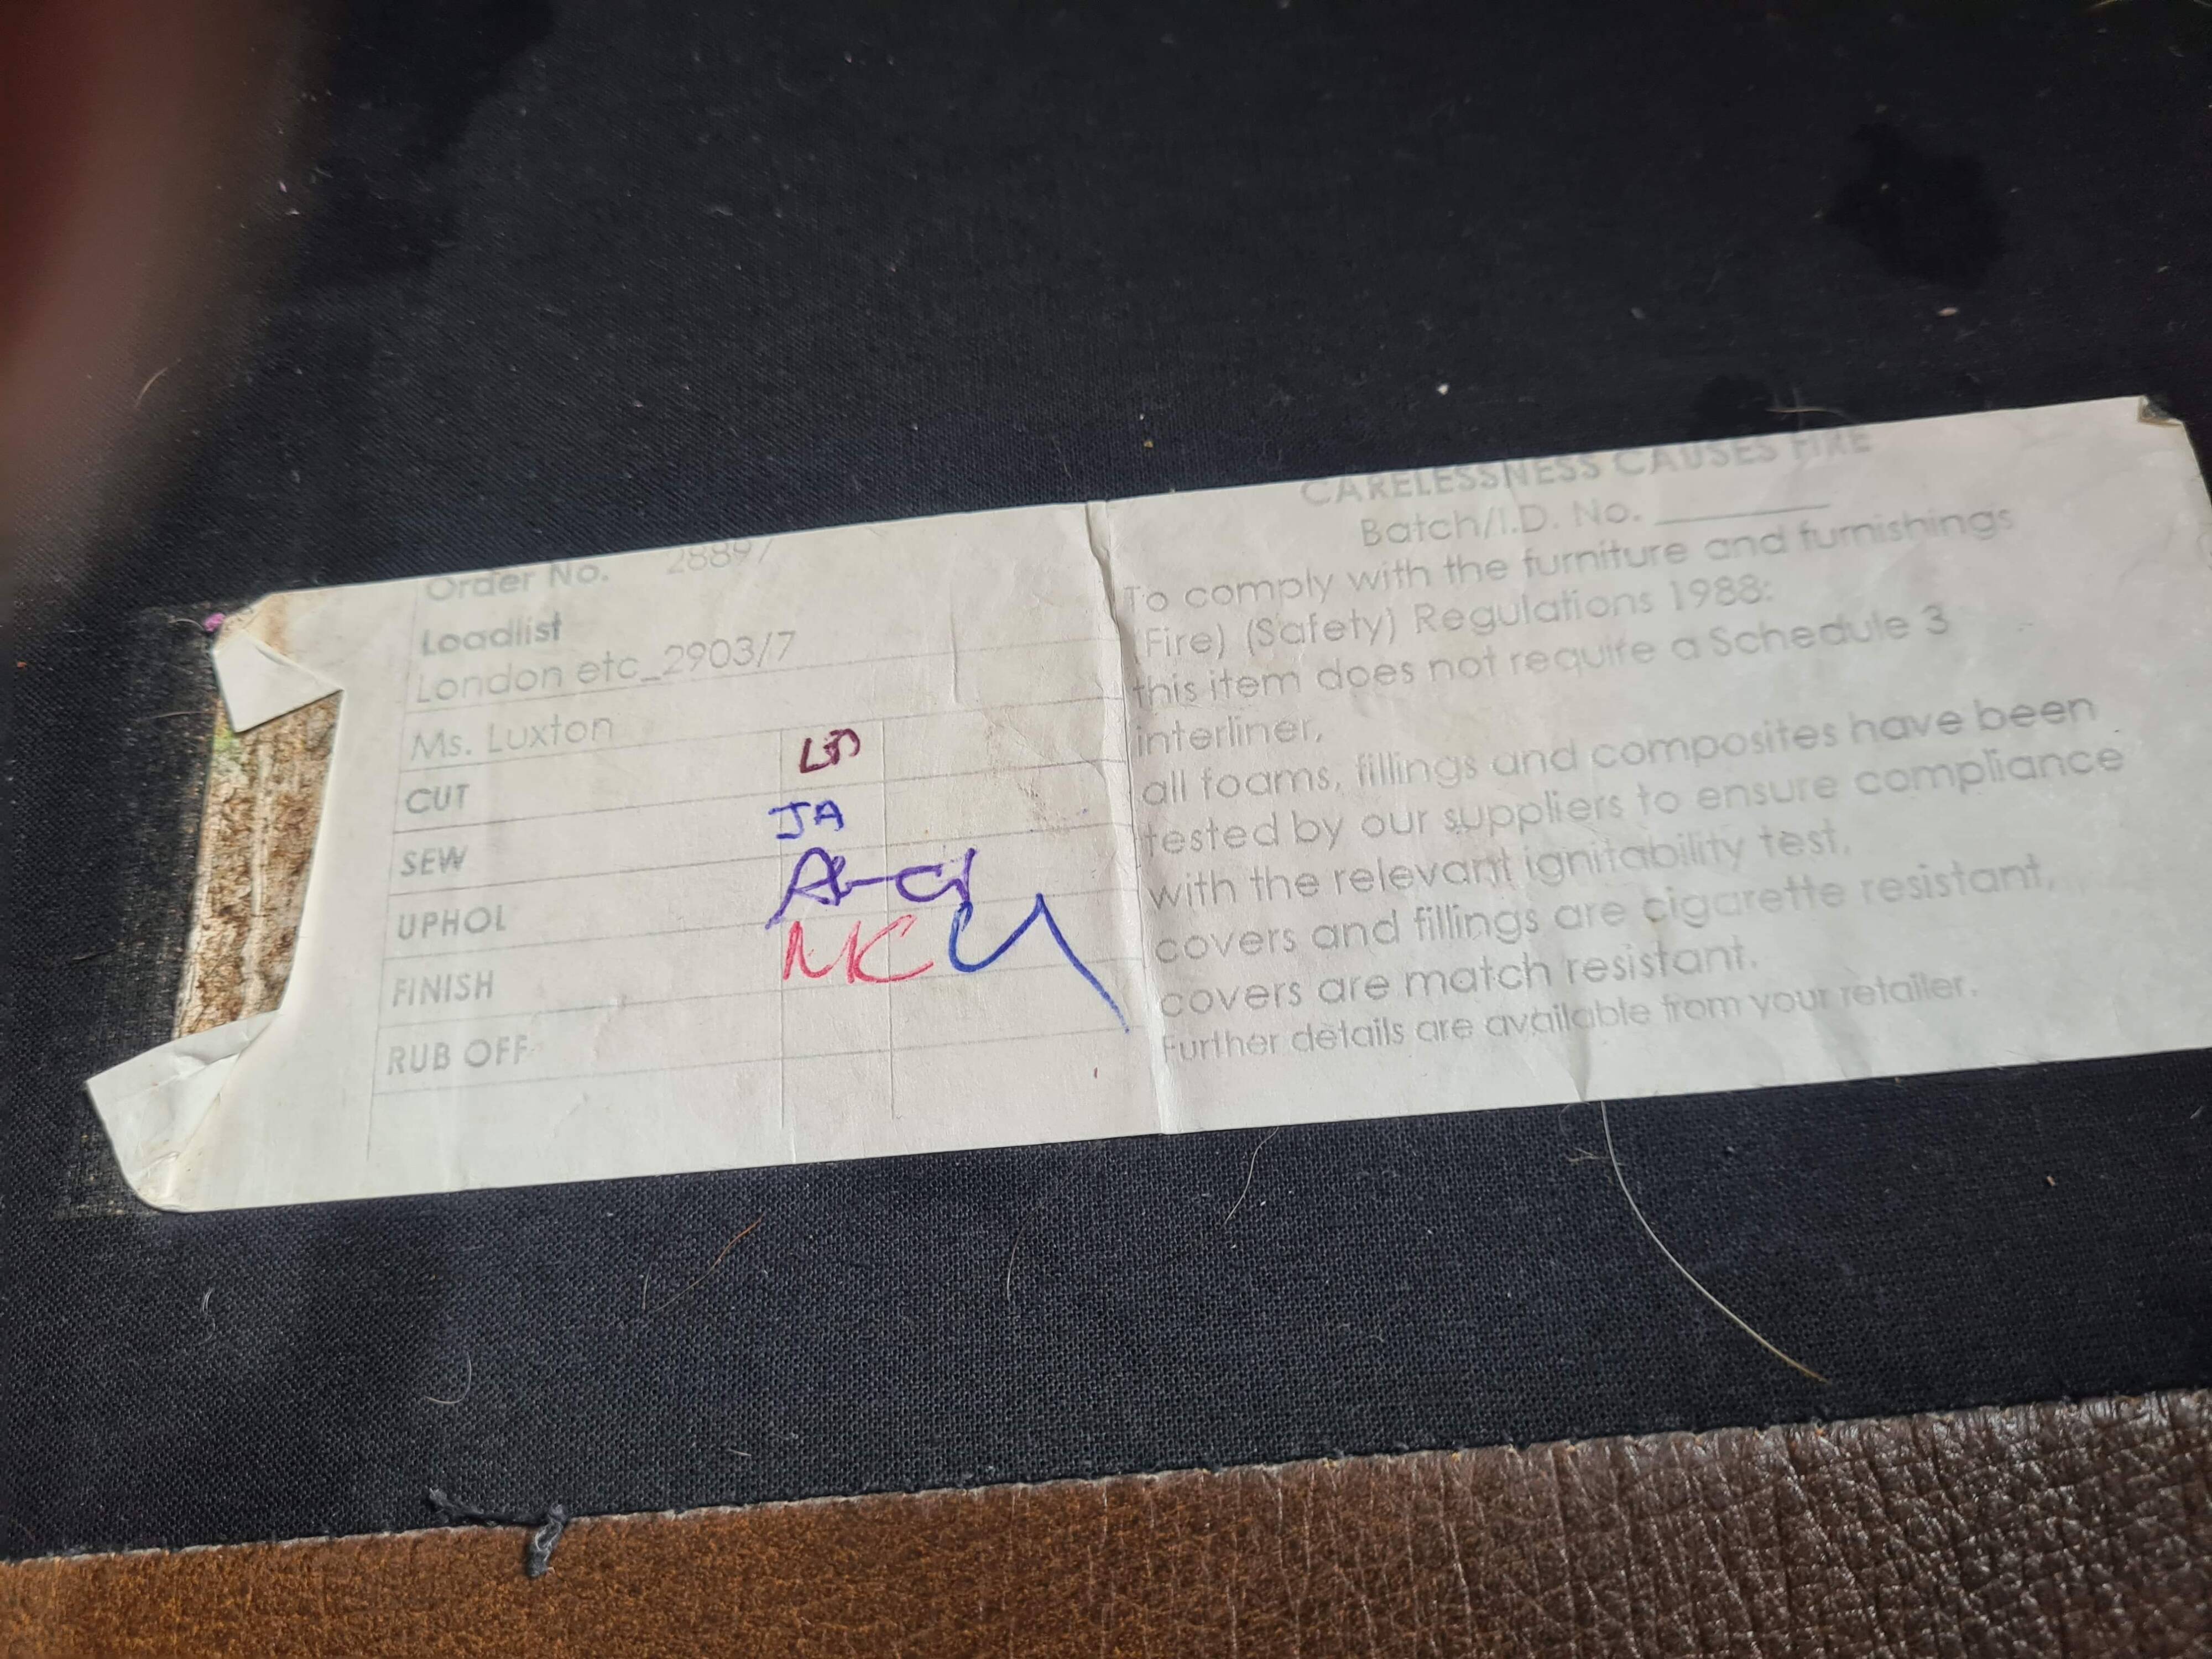 Order No. 28897
Loadlist
London etc_2903/7
Ms. Luxton
CUT
SEW JA
UPHOL
FINISH MC
RUB OFF
CARELESSNESS CAUSES FIRE
Batch/I.D. No.
To comply with the furniture and furnishings
(Fire) (Safety) Regulations 1988:
this item does not require a Schedule 3
interliner,
all foams, fillings and composites have been
tested by our suppliers to ensure compliance
with the relevant ignitability test,
covers and fillings are cigarette resistant,
covers are match resistant.
Further details are available from your retailer.